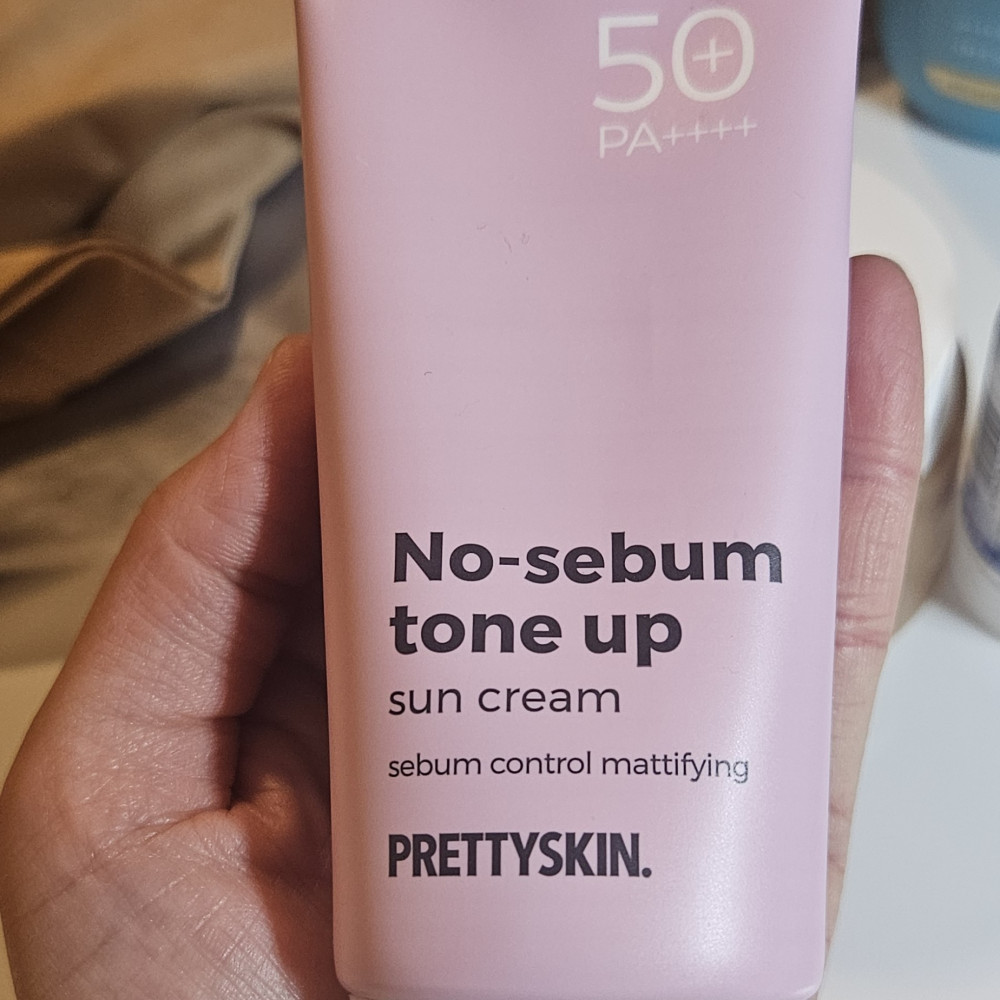 50+
PA++++
No-sebum
tone up
sun cream
sebum control mattifying
PRETTYSKIN.